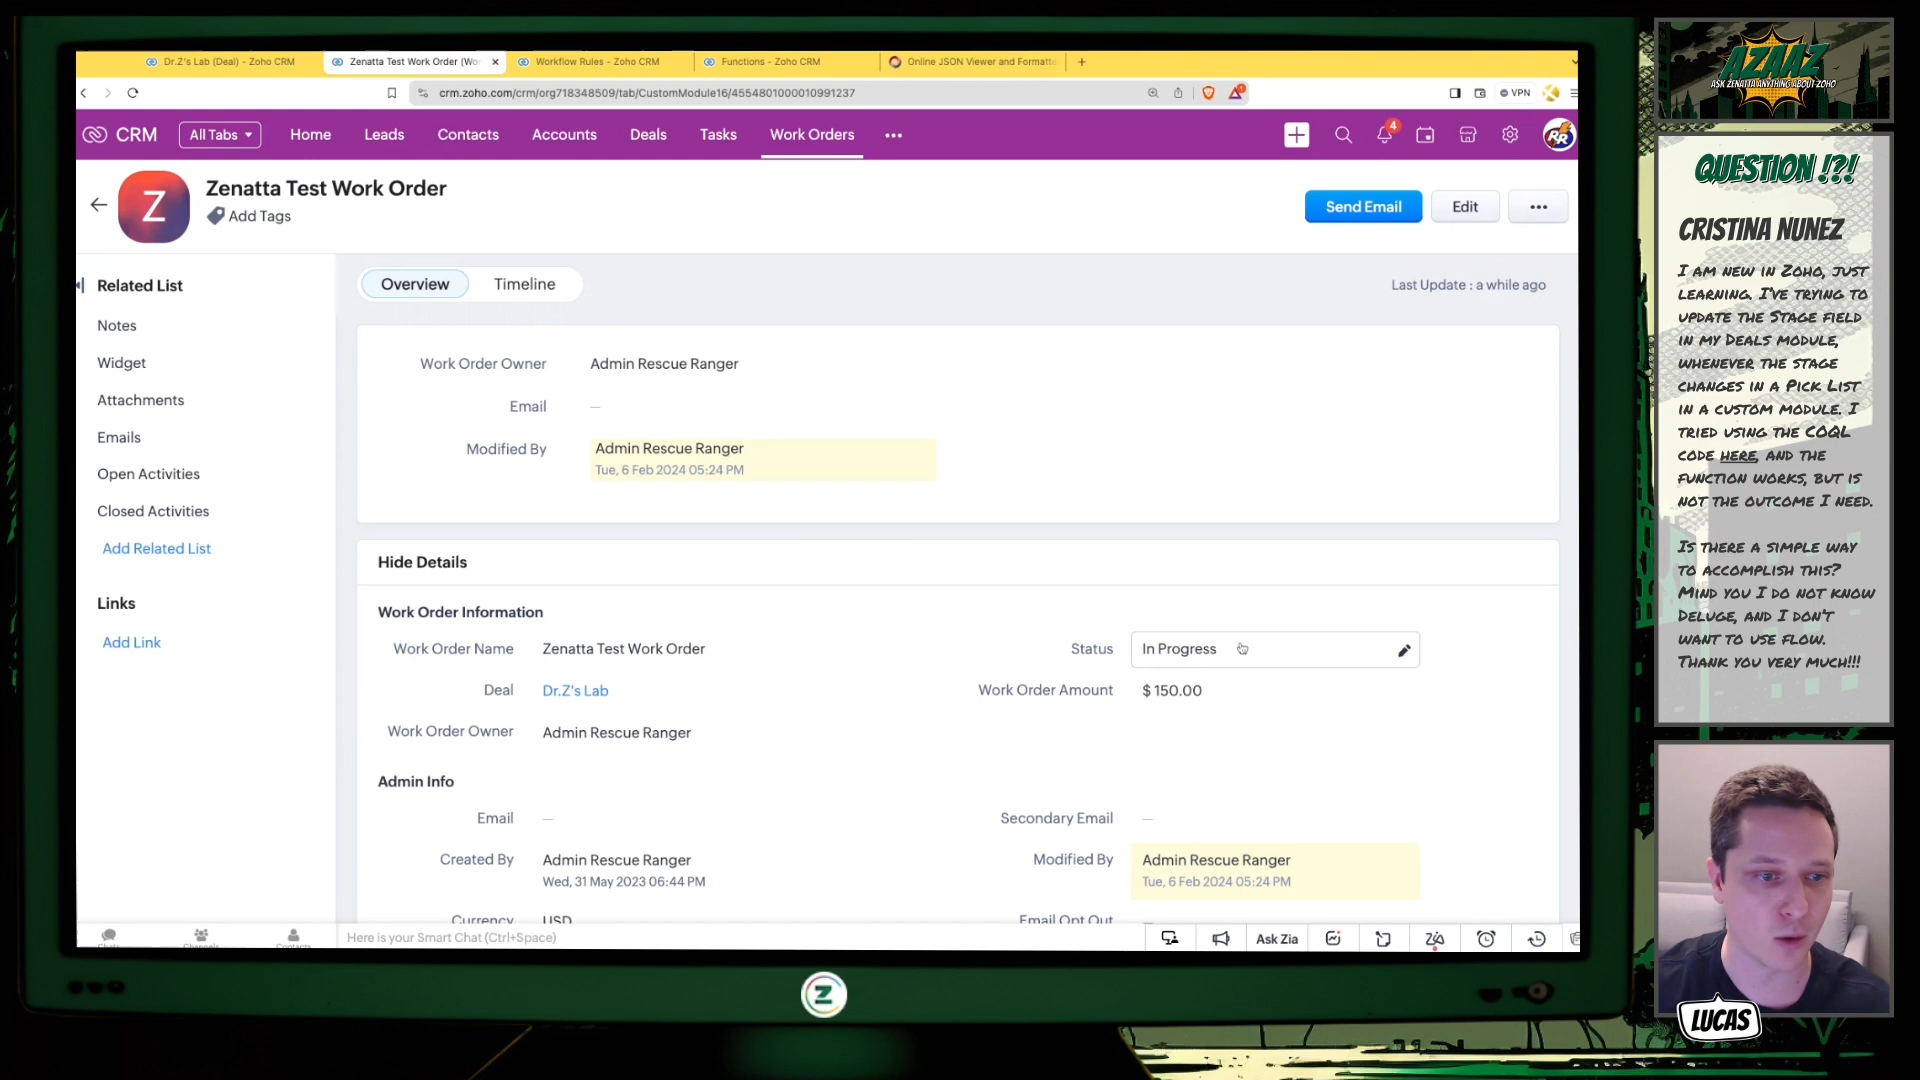 Dr.Z's Lab (Deal) - Zoho CRM
Zenatta Test Work Order (Wo
Workflow Rules - Zoho CRM
Functions - Zoho CRM
Online JSON Viewer and Formatte
crm.zoho.com/crm/org718348509/tab/CustomModule16/4554801000010991237
VPN
CRM
All Tabs
Home
Leads
Contacts
Accounts
Deals
Tasks
Work Orders
4
RR
Z
Zenatta Test Work Order
Add Tags
Send Email
Edit
Related List
Notes
Widget
Attachments
Emails
Open Activities
Closed Activities
Add Related List
Links
Add Link
Overview
Timeline
Last Update : a while ago
Work Order Owner
Admin Rescue Ranger
Email
—
Modified By
Admin Rescue Ranger
Tue, 6 Feb 2024 05:24 PM
Hide Details
Work Order Information
Work Order Name
Zenatta Test Work Order
Status
In Progress
Deal
Dr.Z's Lab
Work Order Amount
$ 150.00
Work Order Owner
Admin Rescue Ranger
Admin Info
Email
—
Secondary Email
—
Created By
Admin Rescue Ranger
Wed, 31 May 2023 06:44 PM
Modified By
Admin Rescue Ranger
Tue, 6 Feb 2024 05:24 PM
Currency
USD
Email Opt Out
Chats
Channels
Contacts
Here is your Smart Chat (Ctrl+Space)
Ask Zia
Z
AZAAZ
ASK ZENATTA ANYTHING ABOUT ZOHO
QUESTION !?!
CRISTINA NUNEZ
I AM NEW IN ZOHO, JUST
LEARNING. I'VE TRYING TO
UPDATE THE STAGE FIELD
IN MY DEALS MODULE,
WHENEVER THE STAGE
CHANGES IN A PICK LIST
IN A CUSTOM MODULE. I
TRIED USING THE COQL
CODE HERE, AND THE
FUNCTION WORKS, BUT IS
NOT THE OUTCOME I NEED.
IS THERE A SIMPLE WAY
TO ACCOMPLISH THIS?
MIND YOU I DO NOT KNOW
DELUGE, AND I DON'T
WANT TO USE FLOW.
THANK YOU VERY MUCH!!!
LUCAS